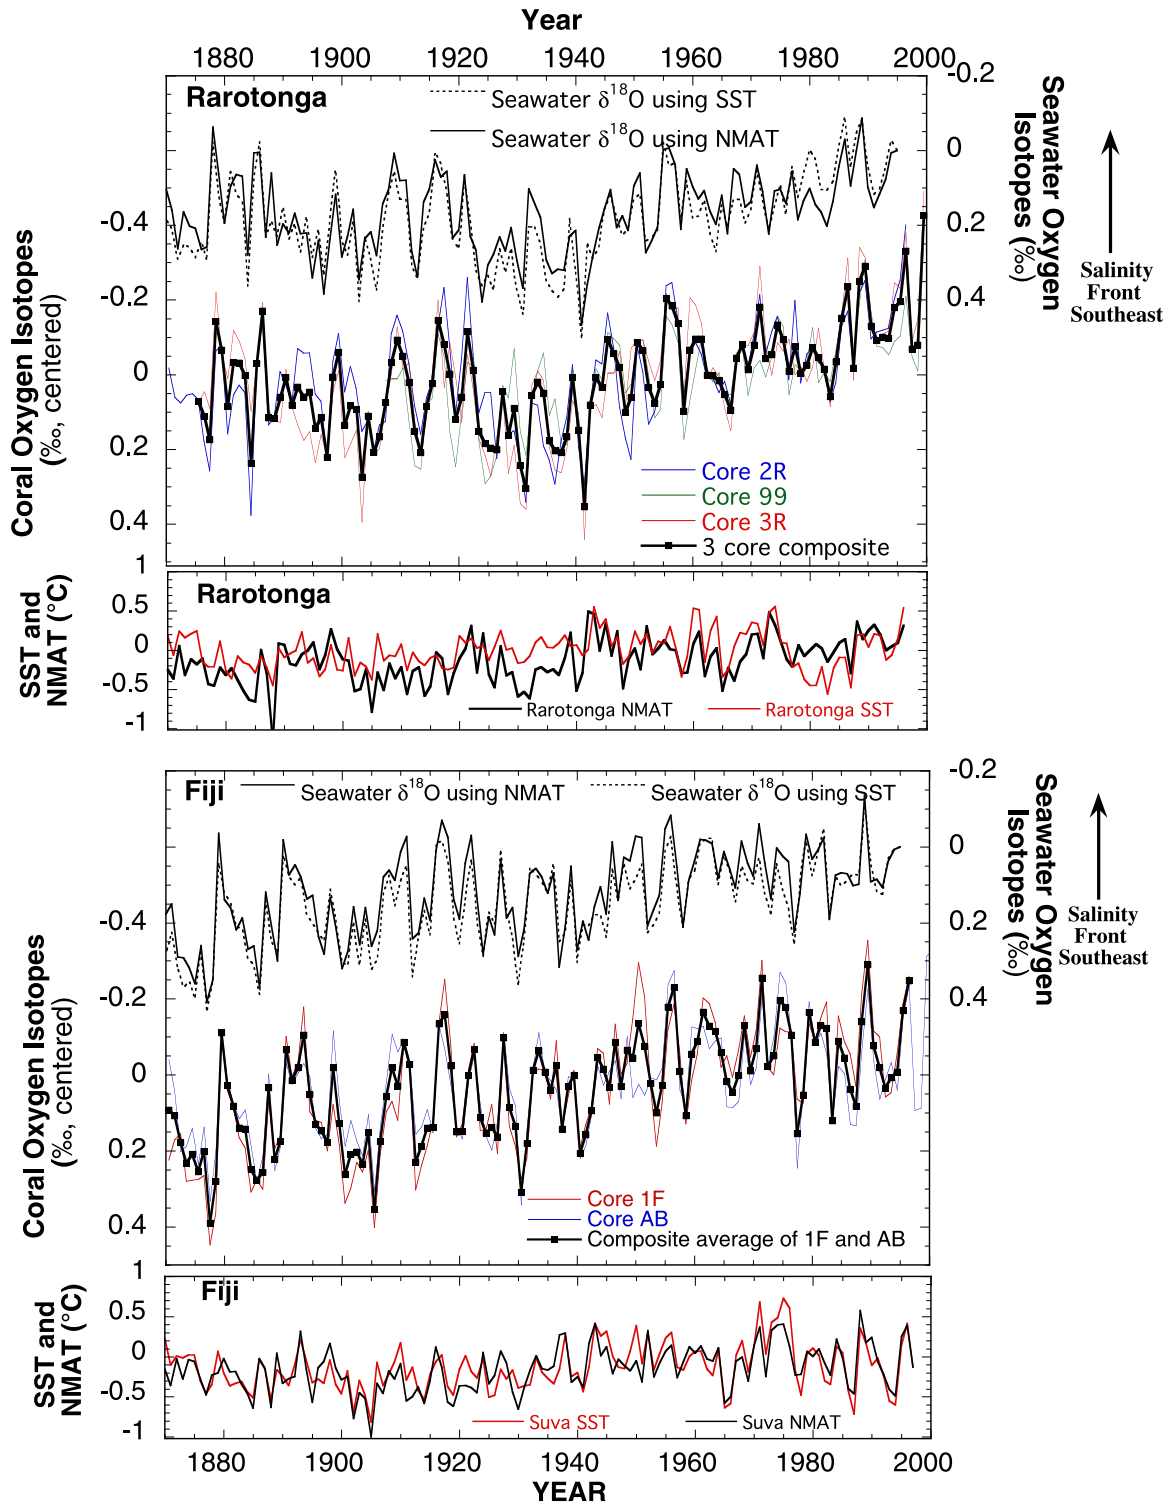 Year
1880 1900 1920 1940 1960 1980 2000
Rarotonga
Seawater δ18O using SST
Seawater δ18O using NMAT
-0.2
0
0.2
0.4
Seawater Oxygen
Isotopes (‰)
Salinity
Front
Southeast
Coral Oxygen Isotopes
(‰, centered)
-0.4
-0.2
0
0.2
0.4
Core 2R
Core 99
Core 3R
3 core composite
SST and
NMAT (°C)
1
0.5
0
-0.5
-1
Rarotonga
Rarotonga NMAT
Rarotonga SST
Fiji
Seawater δ18O using NMAT
Seawater δ18O using SST
-0.2
0
0.2
0.4
Seawater Oxygen
Isotopes (‰)
Salinity
Front
Southeast
Coral Oxygen Isotopes
(‰, centered)
-0.4
-0.2
0
0.2
0.4
Core 1F
Core AB
Composite average of 1F and AB
SST and
NMAT (°C)
1
0.5
0
-0.5
-1
Fiji
Suva SST
Suva NMAT
1880 1900 1920 1940 1960 1980 2000
YEAR